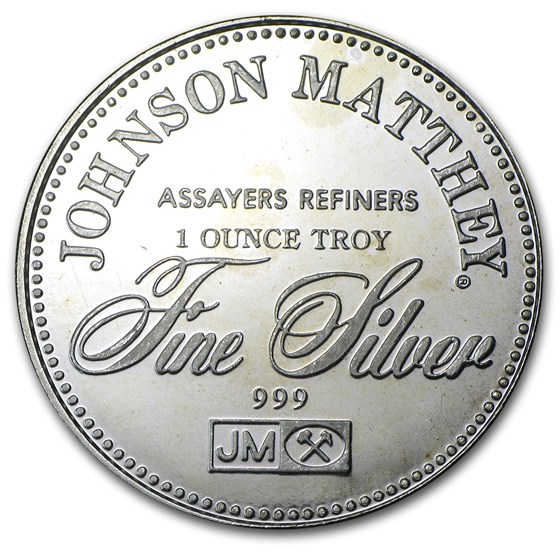 JOHNSON MATTHEY®
ASSAYERS REFINERS
1 OUNCE TROY
Fine Silver
999
JM